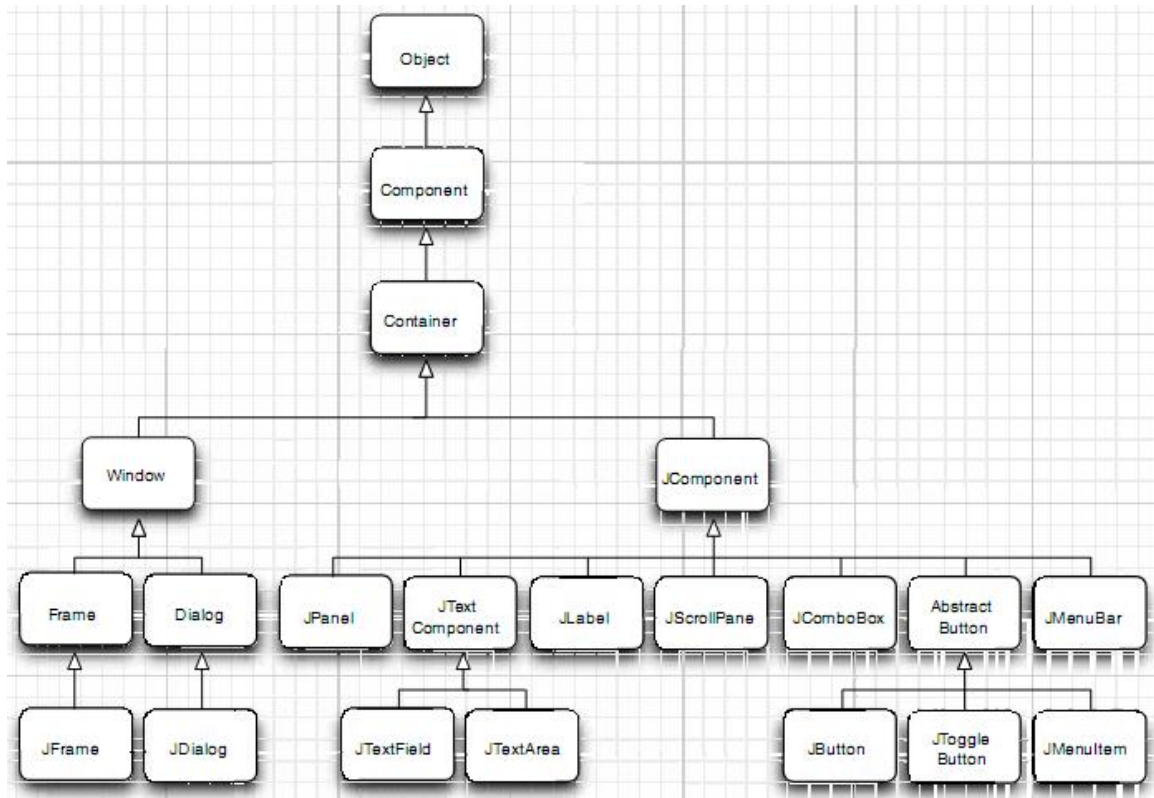 Object
Component
Container
Window
JComponent
Frame
Dialog
JPanel
JText
Component
JLabel
JScrollPane
JComboBox
Abstract
Button
JMenuBar
JFrame
JDialog
JTextField
JTextArea
JButton
JToggle
Button
JMenuItem